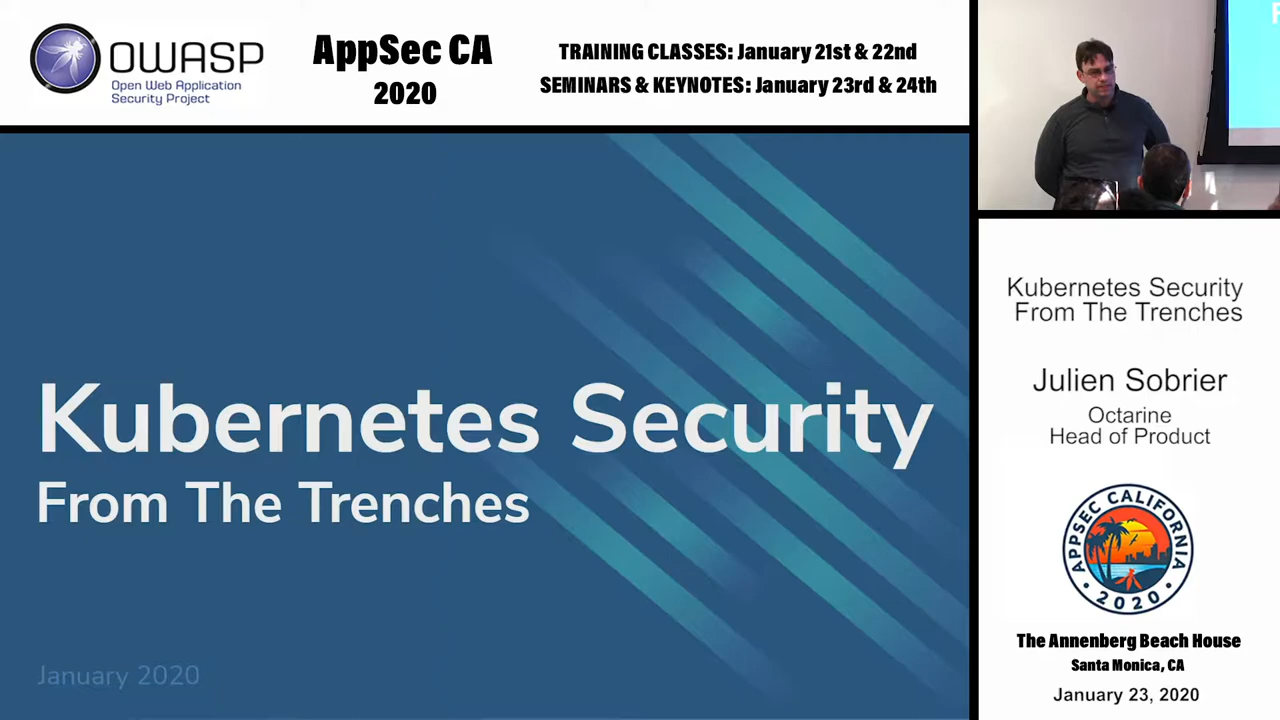 OWASP
Open Web Application
Security Project
AppSec CA
2020
TRAINING CLASSES: January 21st & 22nd
SEMINARS & KEYNOTES: January 23rd & 24th
Kubernetes Security
From The Trenches
January 2020
Kubernetes Security
From The Trenches
Julien Sobrier
Octarine
Head of Product
APPSEC CALIFORNIA
• 2020 •
The Annenberg Beach House
Santa Monica, CA
January 23, 2020